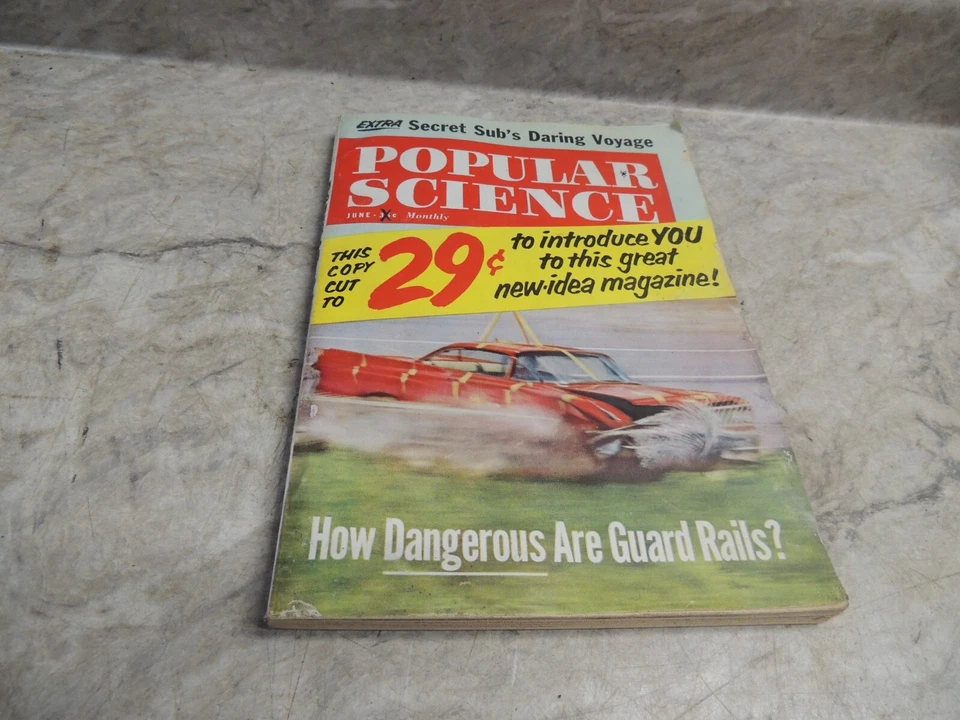 EXTRA Secret Sub's Daring Voyage
POPULAR
SCIENCE
JUNE • 3 c Monthly
THIS
COPY
CUT
TO
29¢
to introduce YOU
to this great
new-idea magazine!
How Dangerous Are Guard Rails?